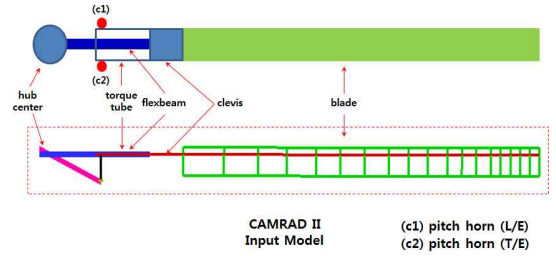 (c1)
(c2)
hub center
torque tube
flexbeam
clevis
blade
CAMRAD II
Input Model
(c1) pitch horn (L/E)
(c2) pitch horn (T/E)